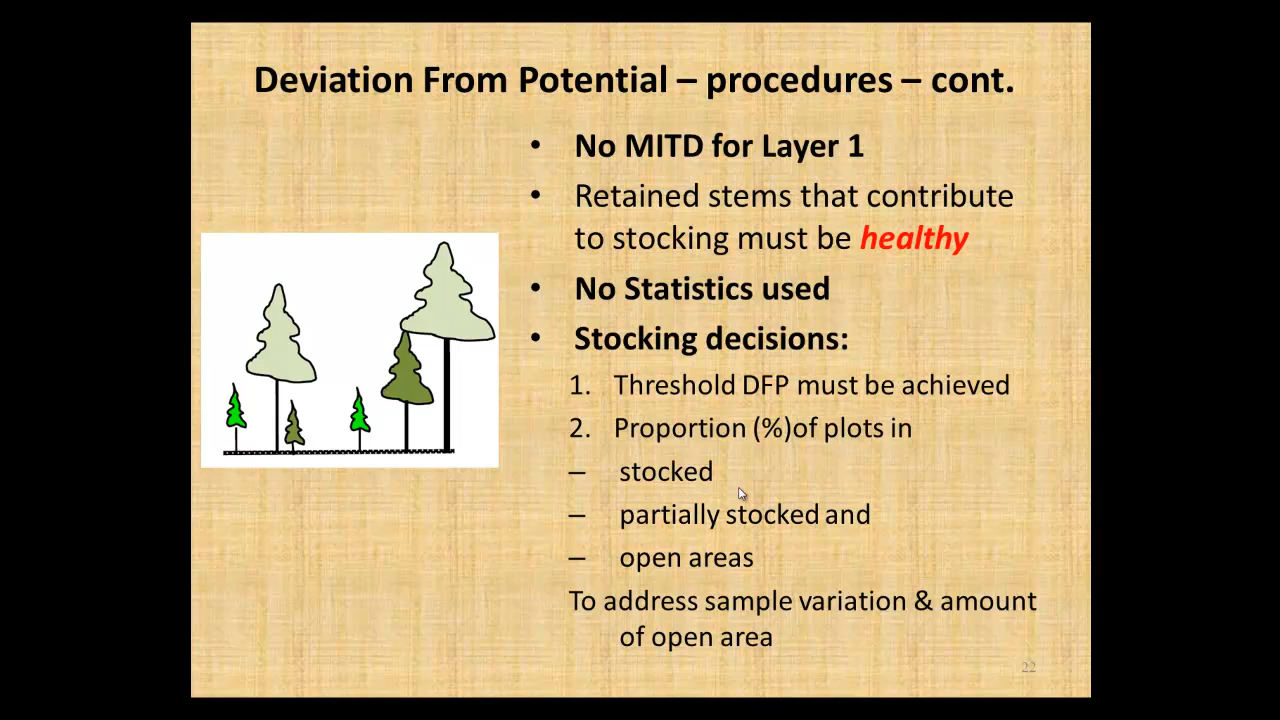 Deviation From Potential – procedures – cont.
• No MITD for Layer 1
• Retained stems that contribute
to stocking must be healthy
• No Statistics used
• Stocking decisions:
1. Threshold DFP must be achieved
2. Proportion (%)of plots in
– stocked
– partially stocked and
– open areas
To address sample variation & amount
of open area
22